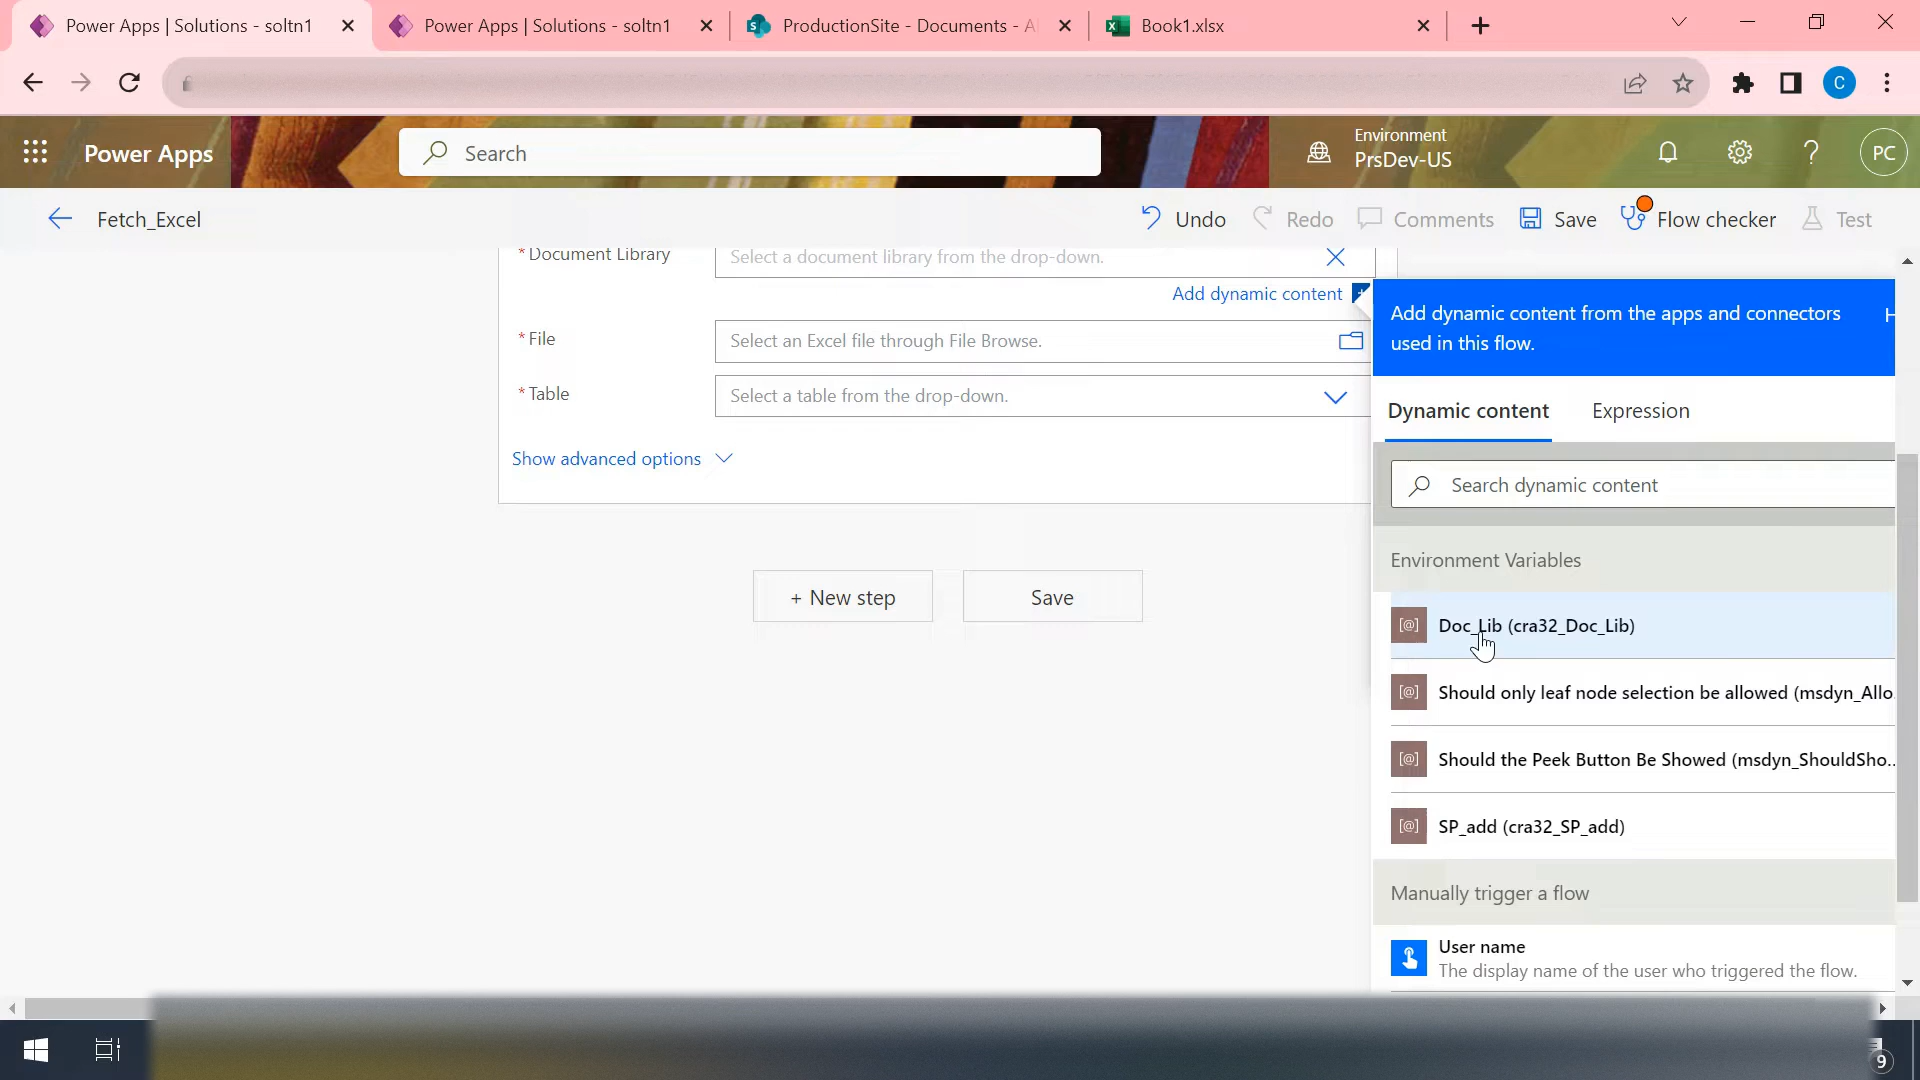 Power Apps | Solutions - soltn1
Power Apps | Solutions - soltn1
ProductionSite - Documents - A
Book1.xlsx
C
Power Apps
Search
Environment
PrsDev-US
PC
Fetch_Excel
Undo
Redo
Comments
Save
Flow checker
Test
* Document Library
Select a document library from the drop-down.
Add dynamic content
* File
Select an Excel file through File Browse.
* Table
Select a table from the drop-down.
Show advanced options
+ New step
Save
Add dynamic content from the apps and connectors
used in this flow.
H
Dynamic content
Expression
Search dynamic content
Environment Variables
[@] Doc_Lib (cra32_Doc_Lib)
[@] Should only leaf node selection be allowed (msdyn_Allo
[@] Should the Peek Button Be Showed (msdyn_ShouldSho...
[@] SP_add (cra32_SP_add)
Manually trigger a flow
User name
The display name of the user who triggered the flow.
9